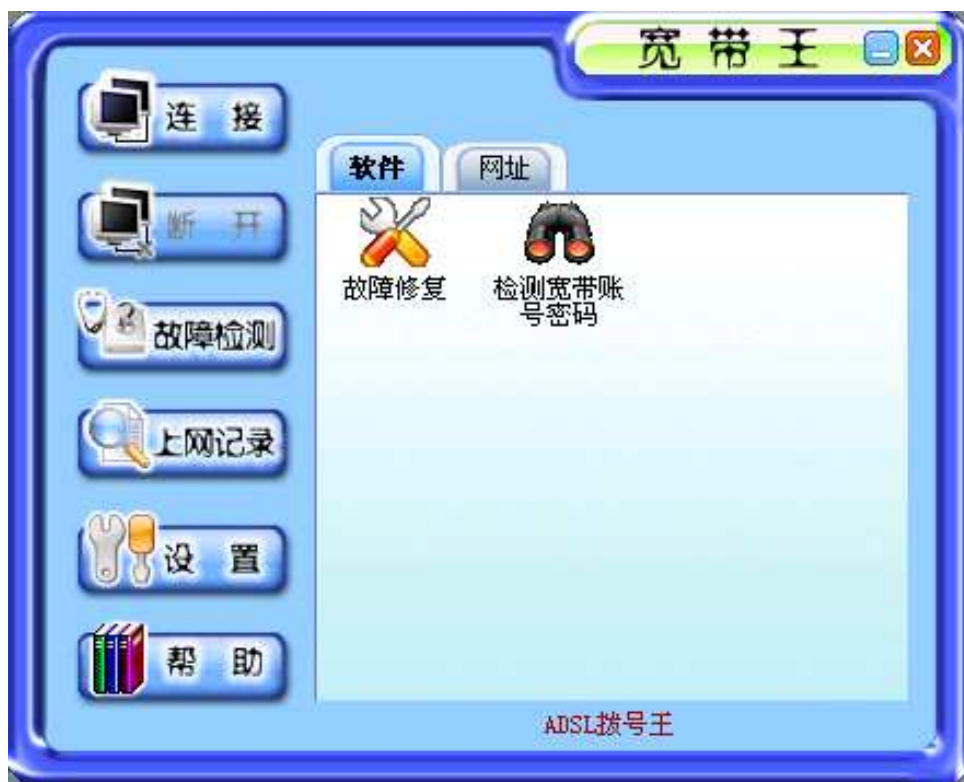 宽带王
连 接
断 开
故障检测
上网记录
设 置
帮 助
软件
网址
故障修复
检测宽带账
号密码
ADSL拨号王